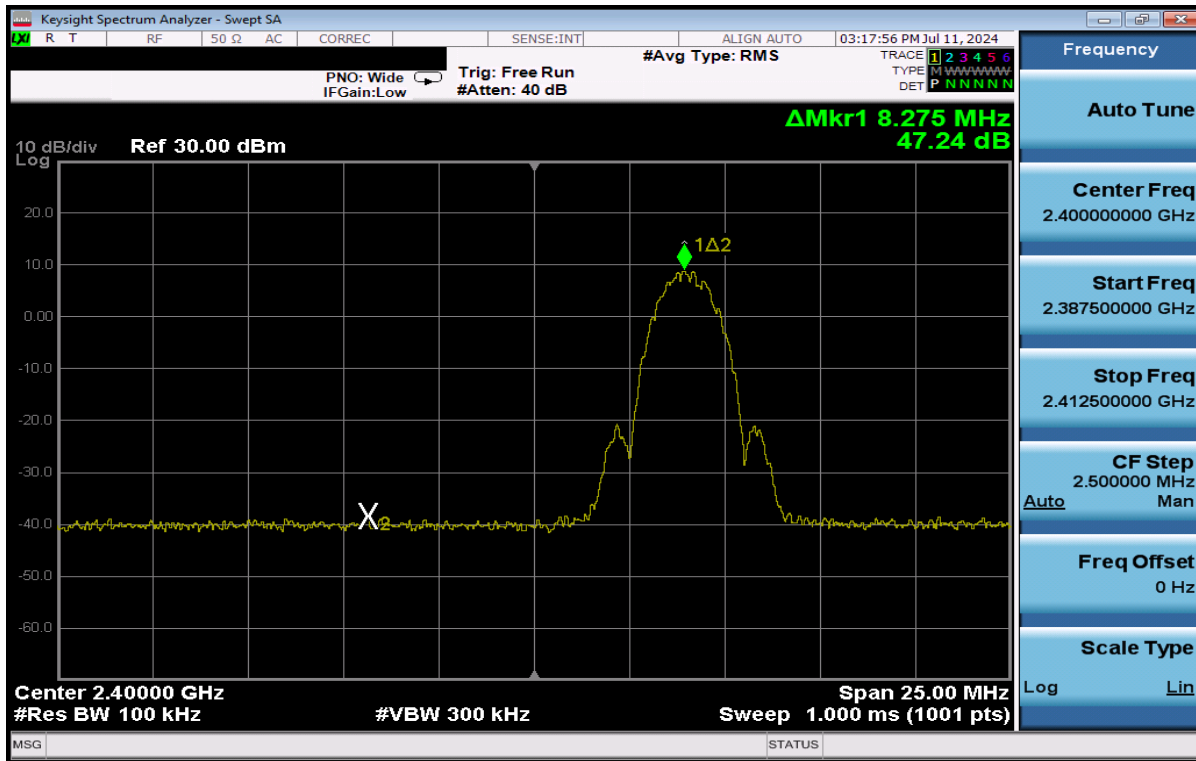 Keysight Spectrum Analyzer - Swept SA
LXI R T RF 50 Ω AC CORREC SENSE:INT ALIGN AUTO 03:17:56 PM Jul 11, 2024
#Avg Type: RMS
TRACE 1 2 3 4 5 6
TYPE M W W W W W
DET P N N N N N
PNO: Wide
IFGain:Low
Trig: Free Run
#Atten: 40 dB
ΔMkr1 8.275 MHz
47.24 dB
10 dB/div
Log
Ref 30.00 dBm
20.0
10.0
0.00
-10.0
-20.0
-30.0
-40.0
-50.0
-60.0
1Δ2
X2
Center 2.40000 GHz
Span 25.00 MHz
#Res BW 100 kHz
#VBW 300 kHz
Sweep 1.000 ms (1001 pts)
MSG
STATUS
Frequency
Auto Tune
Center Freq
2.400000000 GHz
Start Freq
2.387500000 GHz
Stop Freq
2.412500000 GHz
CF Step
2.500000 MHz
Auto Man
Freq Offset
0 Hz
Scale Type
Log Lin